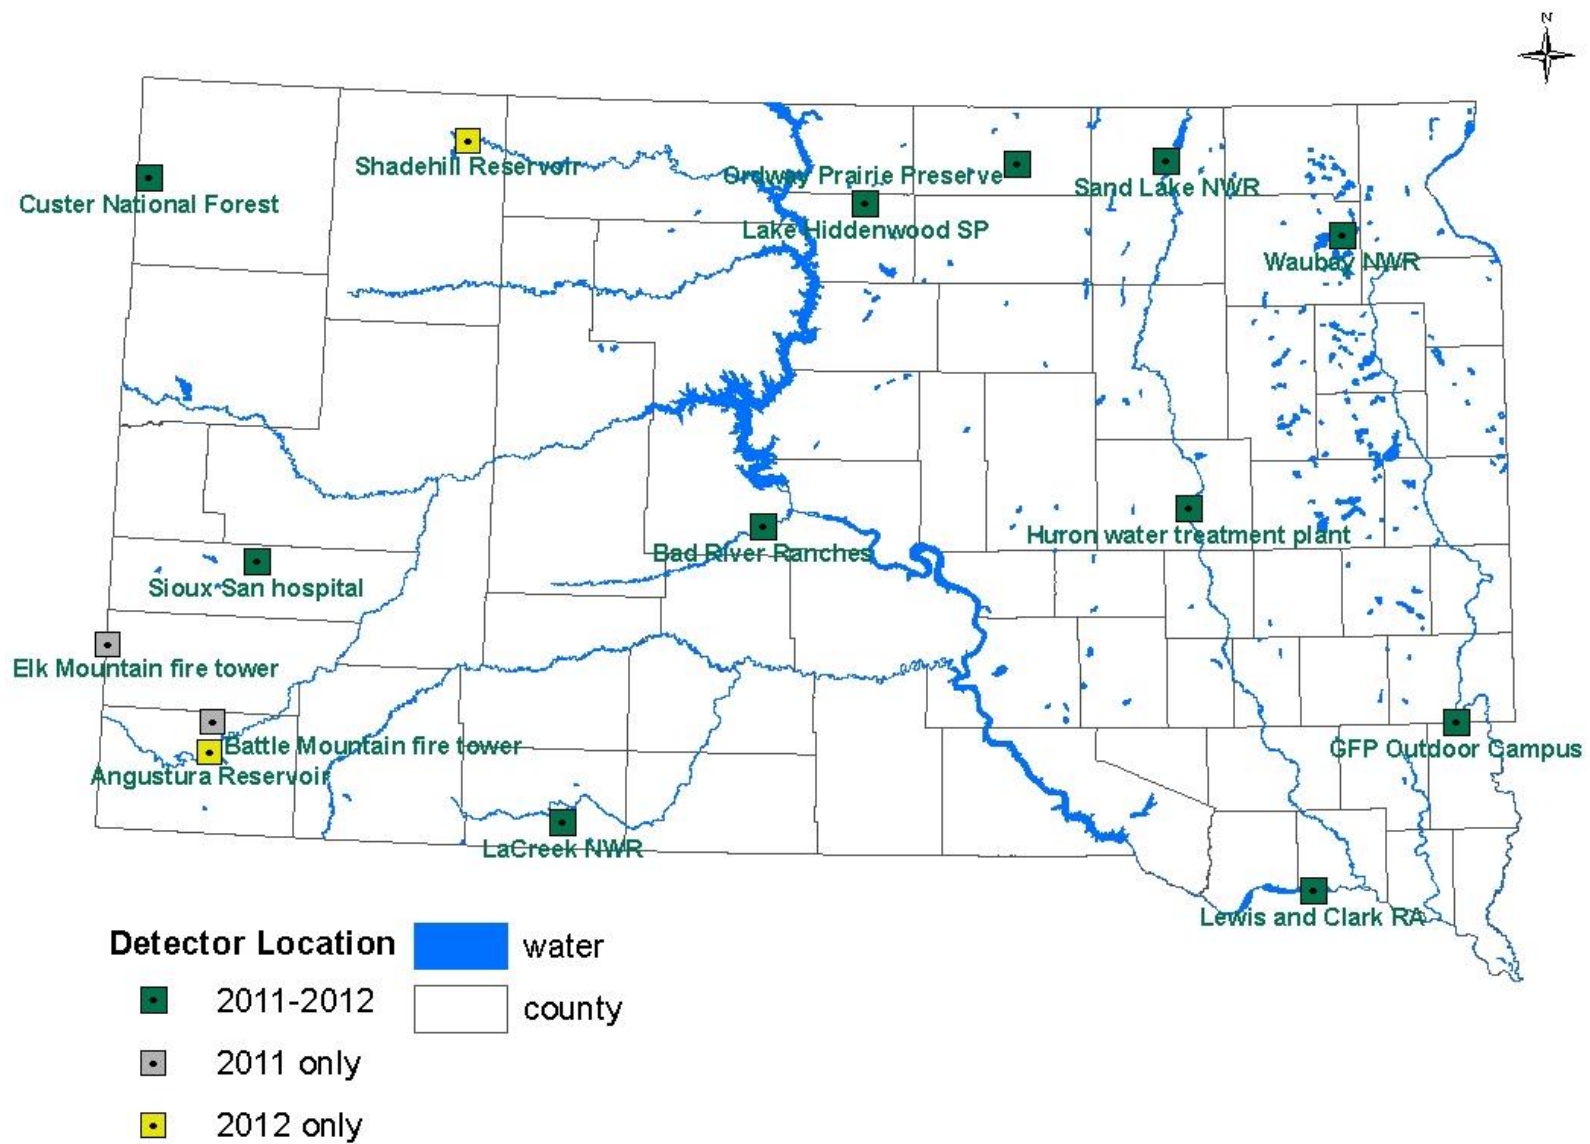 N
Shadehill Reservoir
Custer National Forest
Ordway Prairie Preserve
Sand Lake NWR
Lake Hiddenwood SP
Waubay NWR
Huron water treatment plant
Bad River Ranches
Sioux San hospital
Elk Mountain fire tower
Battle Mountain fire tower
GFP Outdoor Campus
Angustura Reservoir
LaCreek NWR
Lewis and Clark RA
Detector Location
water
2011-2012
county
2011 only
2012 only